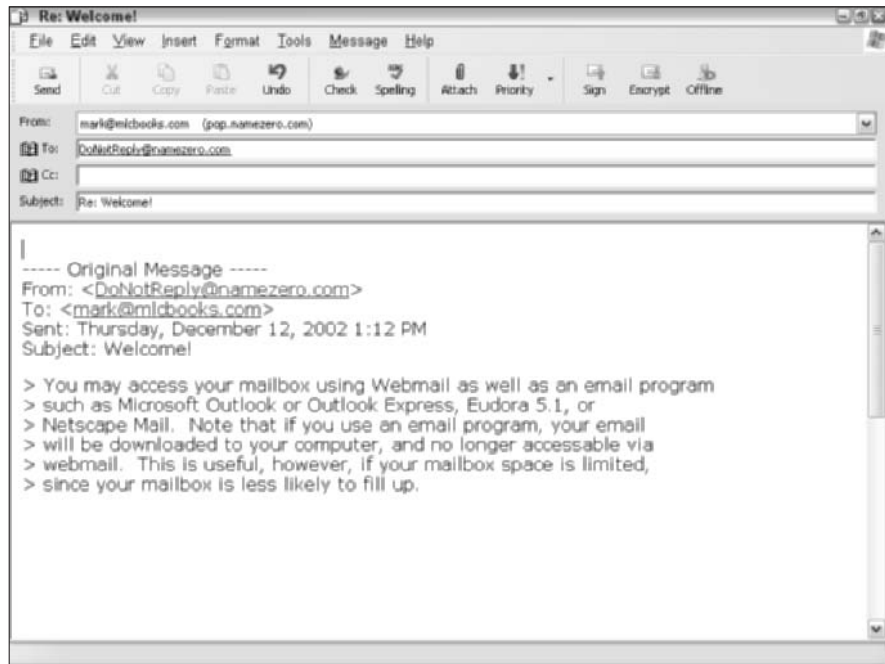 Re: Welcome!
File Edit View Insert Format Tools Message Help
Send Cut Copy Paste Undo Check Spelling Attach Priority Sign Encrypt Offline
From: mark@mlcbooks.com (pop.namezero.com)
To: DoNotReply@namezero.com
Cc:
Subject: Re: Welcome!
----- Original Message -----
From: <DoNotReply@namezero.com>
To: <mark@mlcbooks.com>
Sent: Thursday, December 12, 2002 1:12 PM
Subject: Welcome!
> You may access your mailbox using Webmail as well as an email program
> such as Microsoft Outlook or Outlook Express, Eudora 5.1, or
> Netscape Mail.  Note that if you use an email program, your email
> will be downloaded to your computer, and no longer accessable via
> webmail.  This is useful, however, if your mailbox space is limited,
> since your mailbox is less likely to fill up.